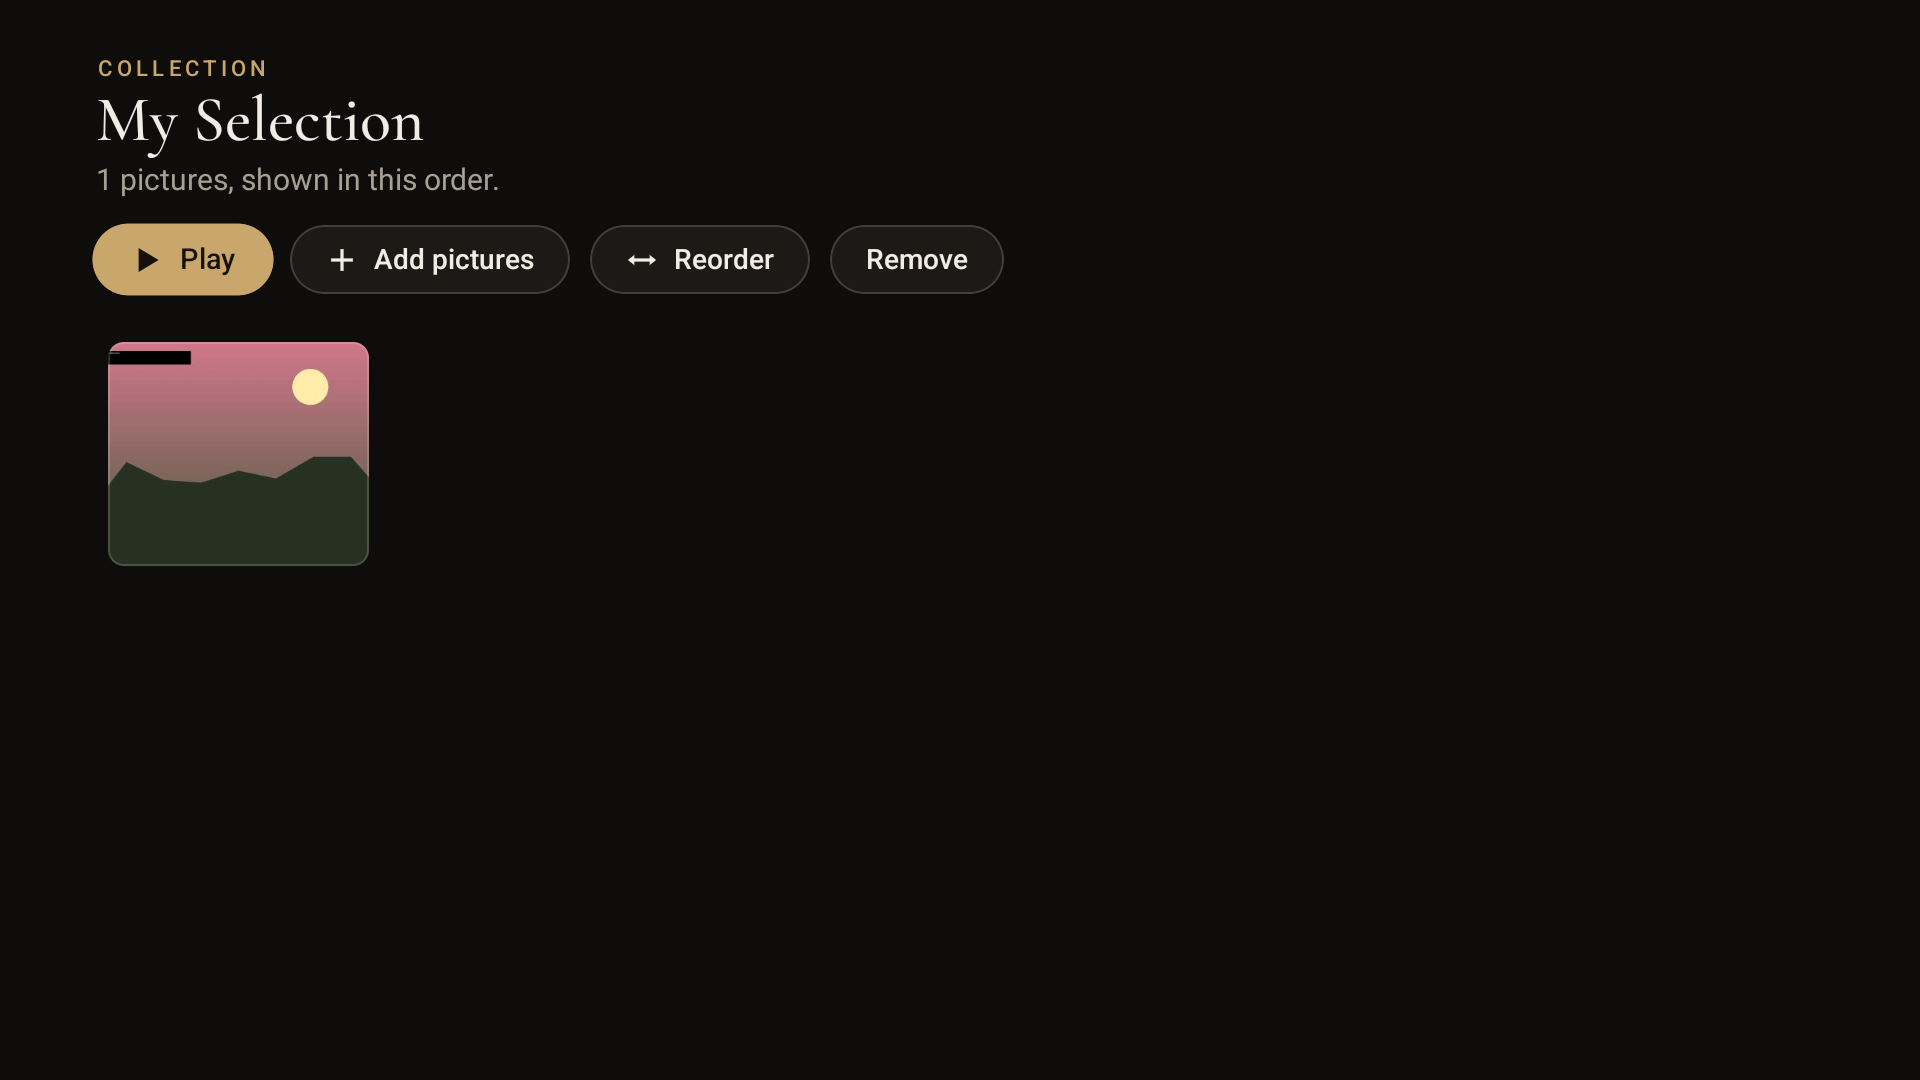 COLLECTION
My Selection
1 pictures, shown in this order.
Play
Add pictures
Reorder
Remove